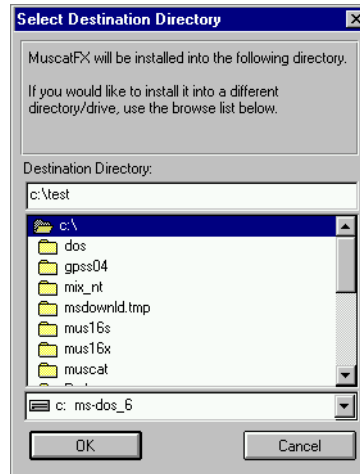 Select Destination Directory
MuscatFX will be installed into the following directory.
If you would like to install it into a different
directory/drive, use the browse list below.
Destination Directory:
c:\test
c:\
dos
gpss04
mix_nt
msdownld.tmp
mus16s
mus16x
muscat
c: ms-dos_6
OK
Cancel